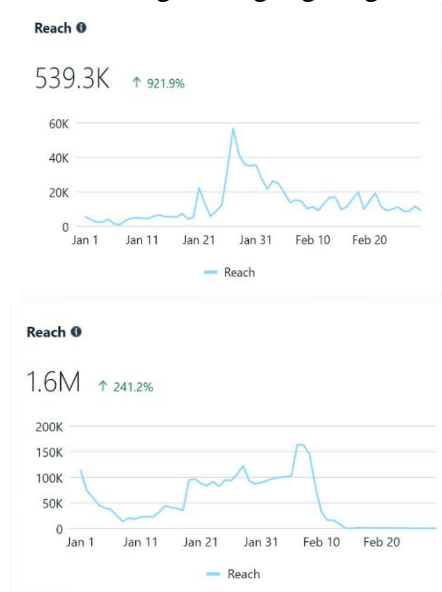 Reach
539.3K ↑ 921.9%
60K
40K
20K
0
Jan 1 Jan 11 Jan 21 Jan 31 Feb 10 Feb 20
Reach
Reach
1.6M ↑ 241.2%
200K
150K
100K
50K
0
Jan 1 Jan 11 Jan 21 Jan 31 Feb 10 Feb 20
Reach